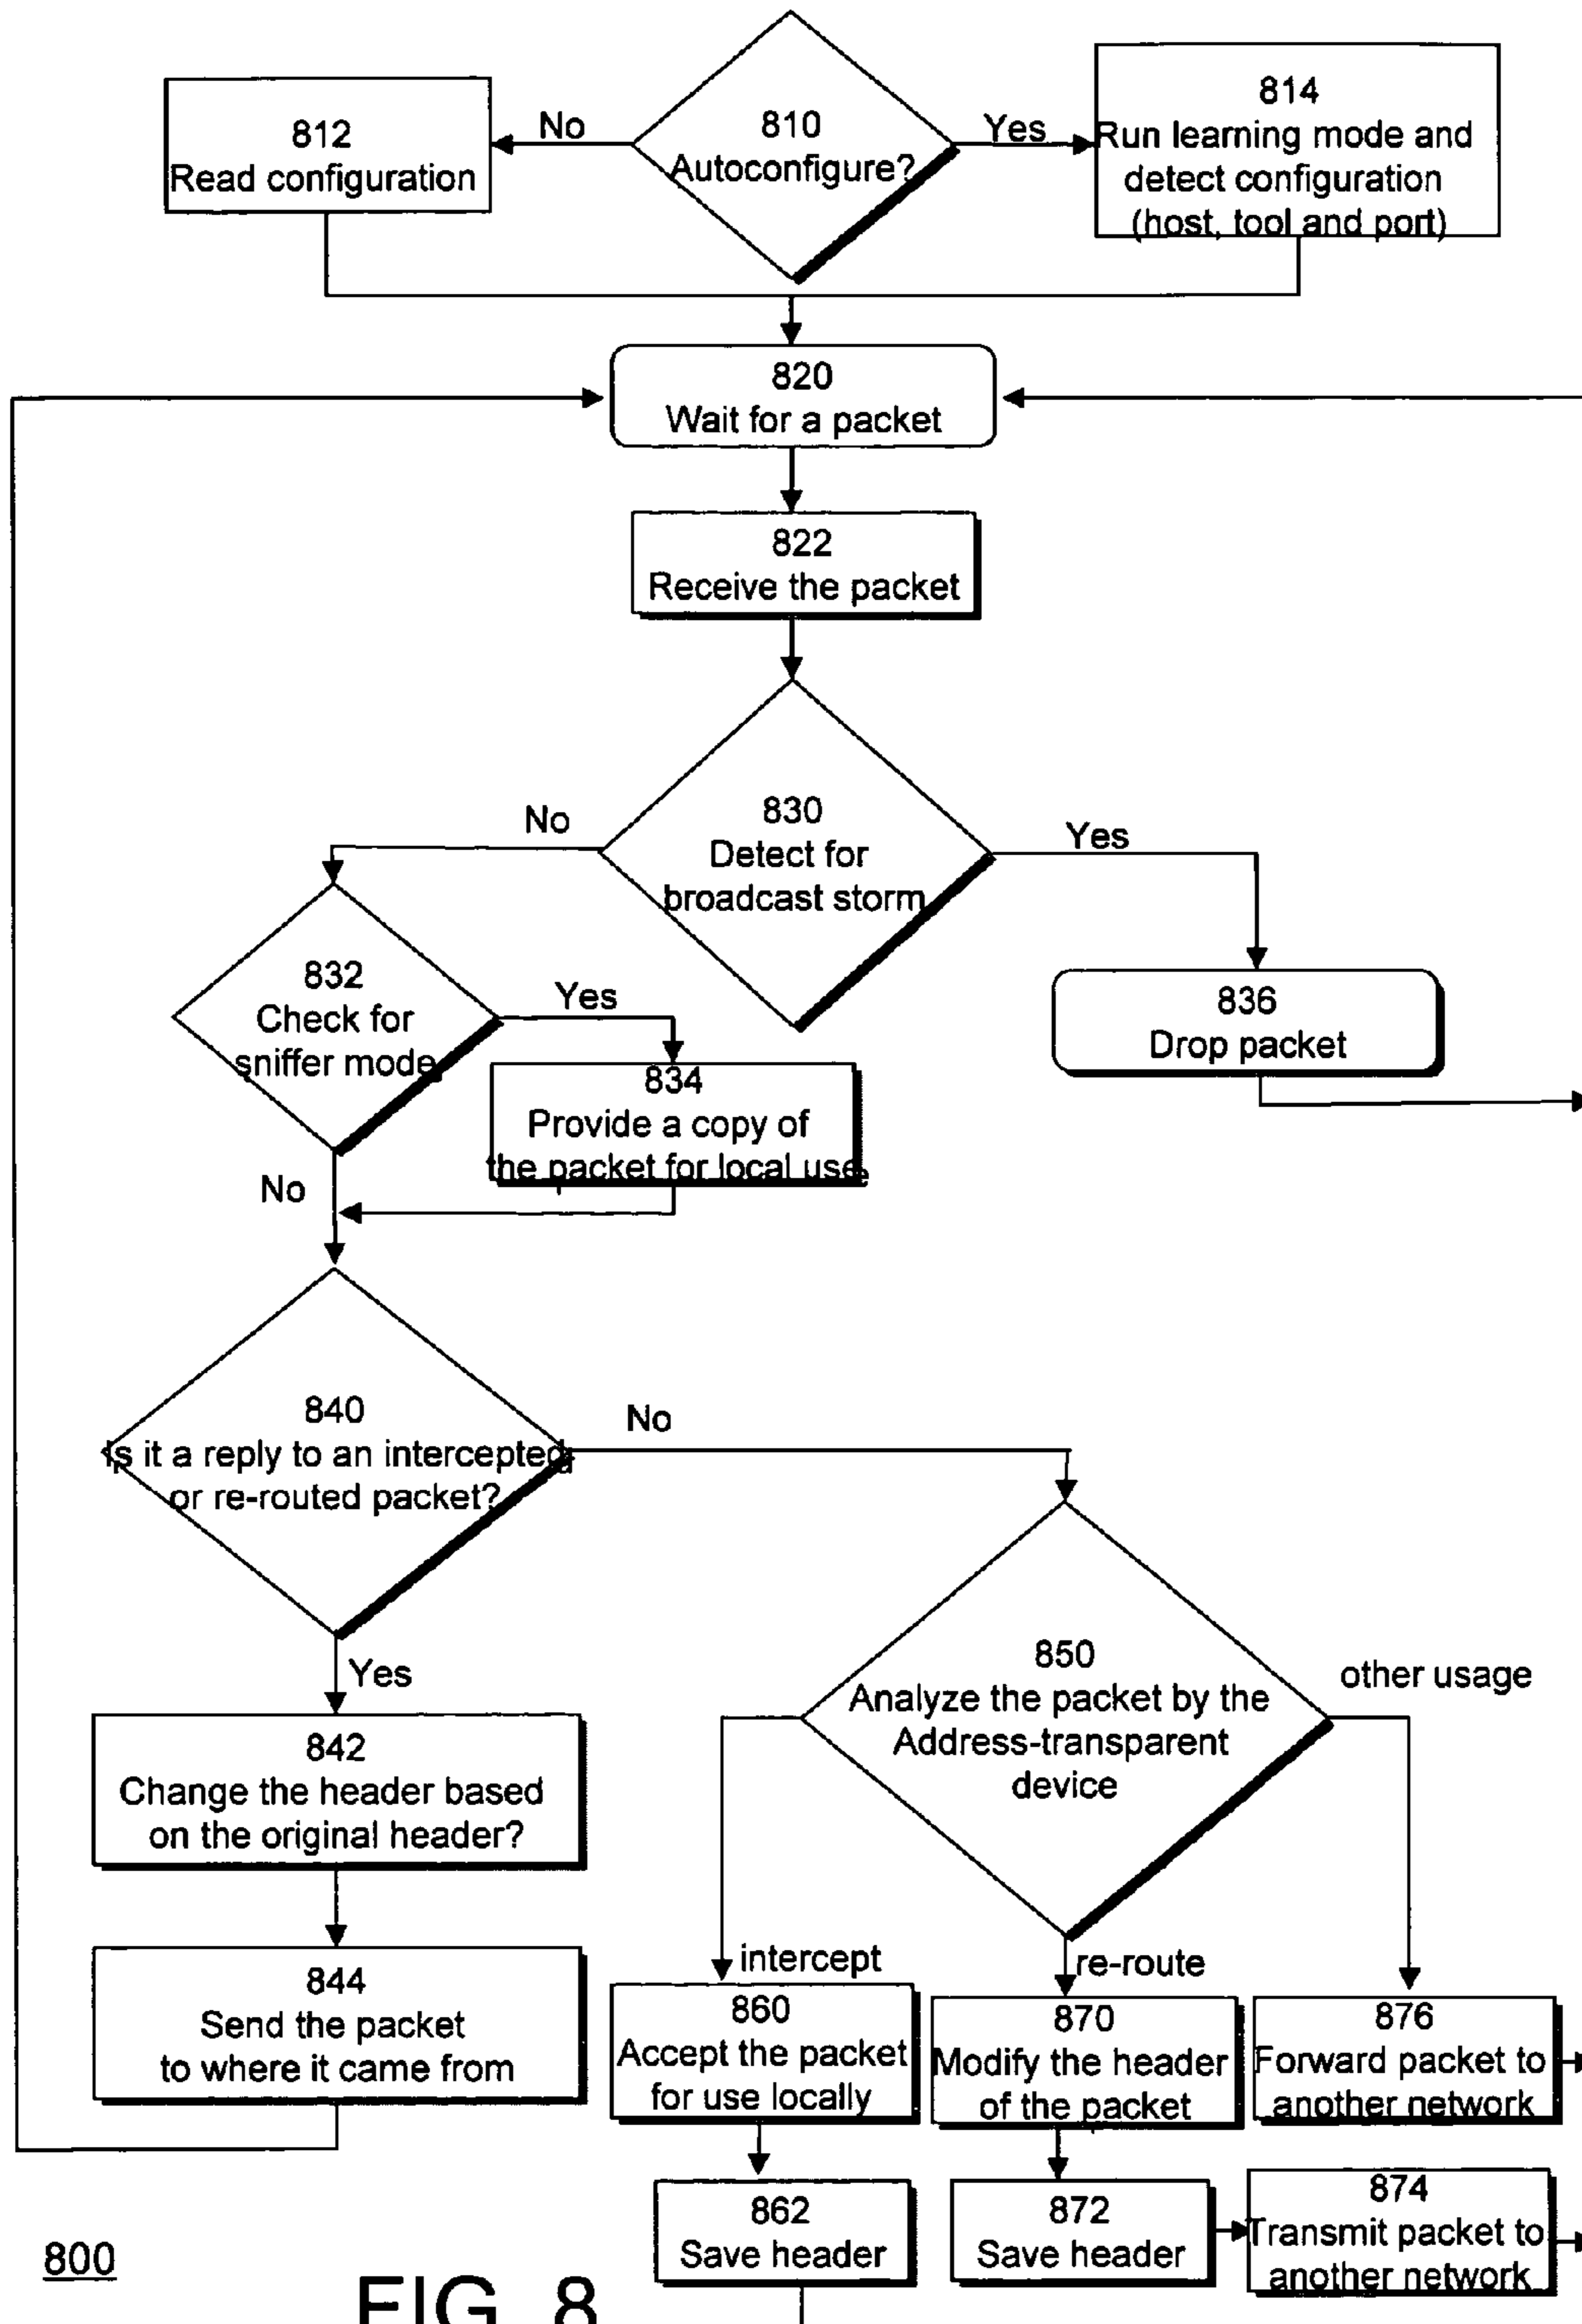 810
Autoconfigure?
No
Yes
812
Read configuration
814
Run learning mode and
detect configuration
(host, tool and port)
820
Wait for a packet
822
Receive the packet
830
Detect for
broadcast storm
No
Yes
832
Check for
sniffer mode
Yes
No
834
Provide a copy of
the packet for local use
836
Drop packet
840
Is it a reply to an intercepted
or re-routed packet?
No
Yes
842
Change the header based
on the original header?
844
Send the packet
to where it came from
850
Analyze the packet by the
Address-transparent
device
other usage
intercept
re-route
860
Accept the packet
for use locally
870
Modify the header
of the packet
876
Forward packet to
another network
862
Save header
872
Save header
874
Transmit packet to
another network
800
FIG. 8